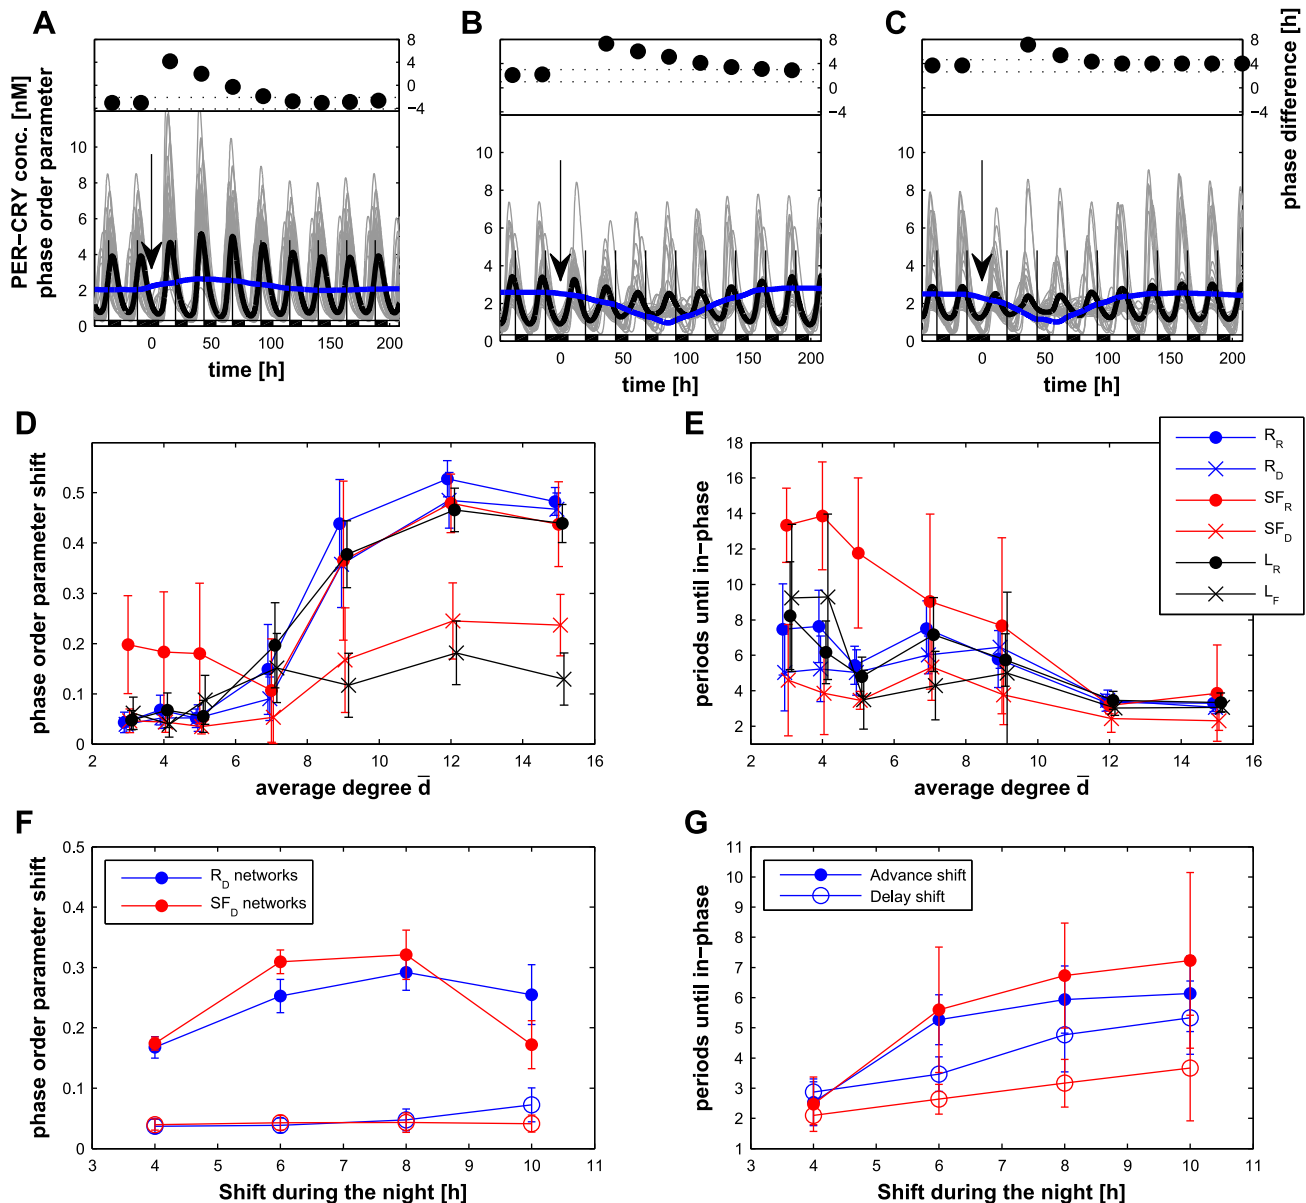 A
B
C
8
4
0
−4
8
4
0
−4
8
4
0
−4
phase difference [h]
PER−CRY conc. [nM]
phase order parameter
10
8
6
4
2
0
10
8
6
4
2
0
10
8
6
4
2
0
0 50 100 150 200
0 50 100 150 200
0 50 100 150 200
time [h]
time [h]
time [h]
D
E
phase order parameter shift
0.5
0.4
0.3
0.2
0.1
0
2 4 6 8 10 12 14 16
average degree d̄
periods until in−phase
18
16
14
12
10
8
6
4
2
2 4 6 8 10 12 14 16
average degree d̄
R_R
R_D
SF_R
SF_D
L_R
L_F
F
G
phase order parameter shift
0.5
0.4
0.3
0.2
0.1
0
3 4 5 6 7 8 9 10 11
Shift during the night [h]
R_D networks
SF_D networks
periods until in−phase
11
10
9
8
7
6
5
4
3
2
1
3 4 5 6 7 8 9 10 11
Shift during the night [h]
Advance shift
Delay shift